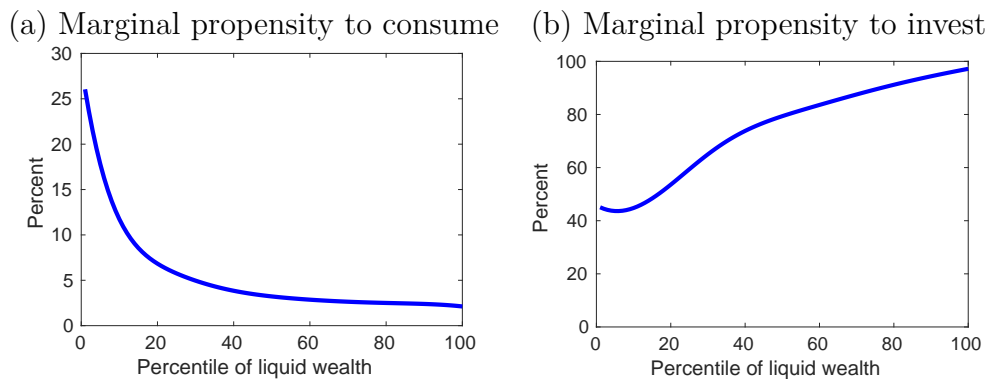 (a) Marginal propensity to consume
30
25
20
15
10
5
0
Percent
0 20 40 60 80 100
Percentile of liquid wealth
(b) Marginal propensity to invest
100
80
60
40
20
0
Percent
0 20 40 60 80 100
Percentile of liquid wealth